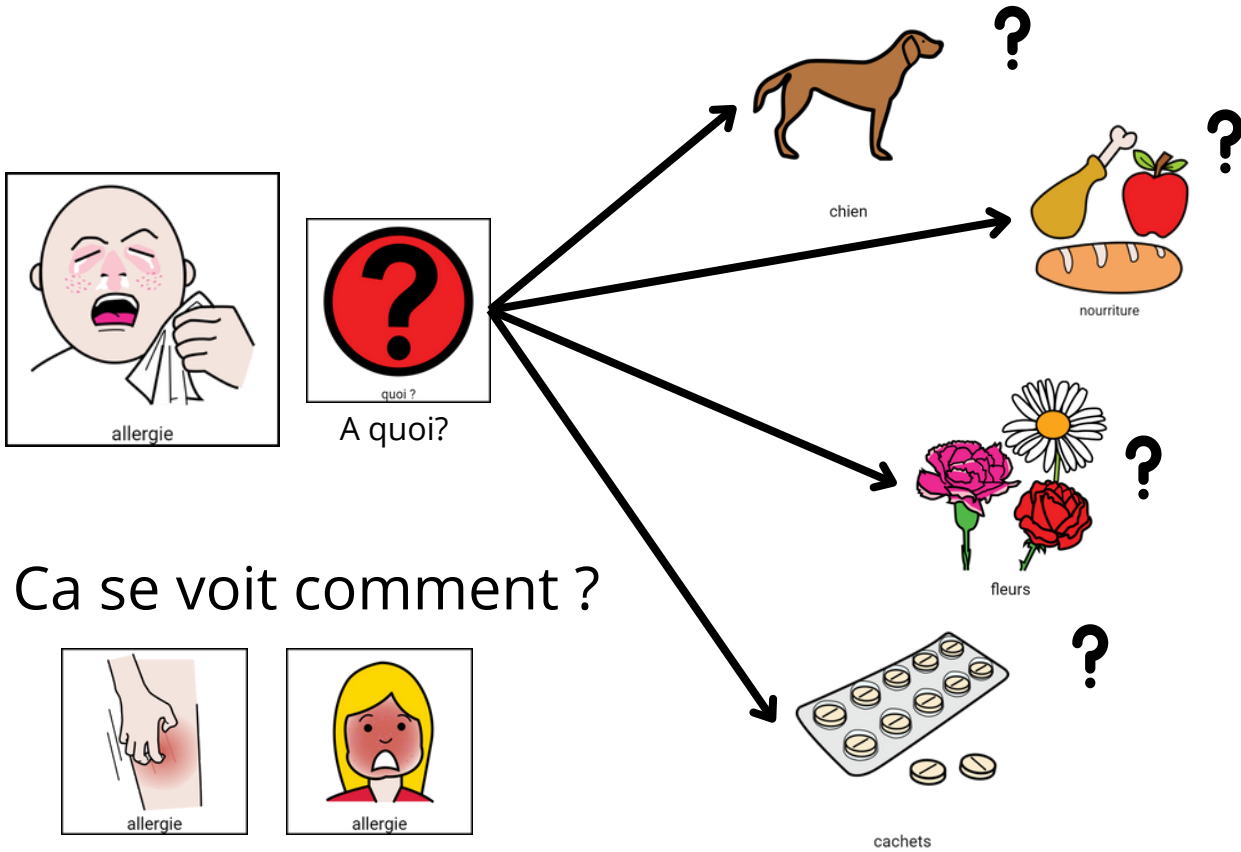 ?
chien
?
nourriture
allergie
?
quoi ?
A quoi?
?
fleurs
Ca se voit comment ?
allergie
allergie
?
cachets